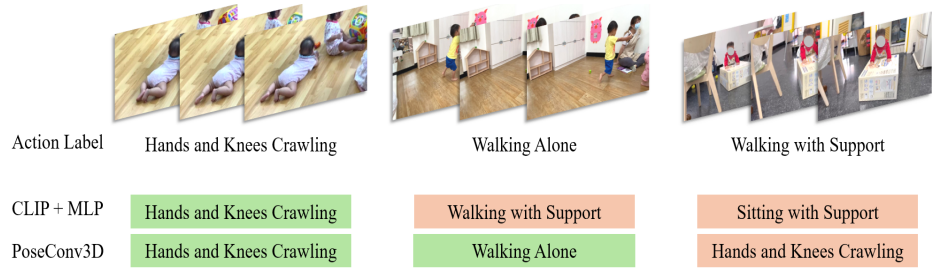 Action Label Hands and Knees Crawling Walking Alone Walking with Support
CLIP + MLP Hands and Knees Crawling Walking with Support Sitting with Support
PoseConv3D Hands and Knees Crawling Walking Alone Hands and Knees Crawling